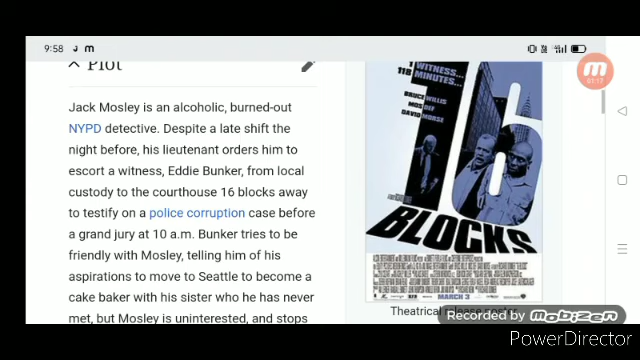 9:58
Plot
Jack Mosley is an alcoholic, burned-out
NYPD detective. Despite a late shift the
night before, his lieutenant orders him to
escort a witness, Eddie Bunker, from local
custody to the courthouse 16 blocks away
to testify on a police corruption case before
a grand jury at 10 a.m. Bunker tries to be
friendly with Mosley, telling him of his
aspirations to move to Seattle to become a
cake baker with his sister who he has never
met, but Mosley is uninterested, and stops
1 WITNESS...
118 MINUTES...
BRUCE WILLIS
MOS DEF
DAVID MORSE
16
BLOCKS
MARCH 3
Theatrical release poster
01:17
Recorded by mobizen
PowerDirector